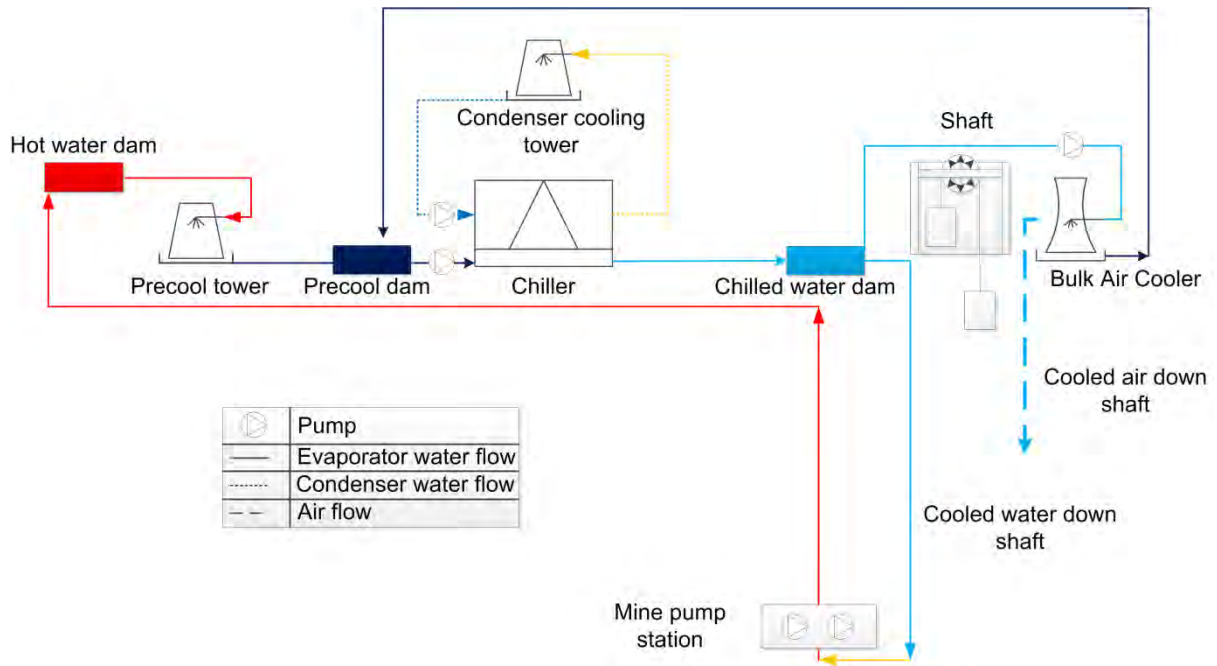 Condenser cooling
tower
Shaft
Hot water dam
Precool tower
Precool dam
Chiller
Chilled water dam
Bulk Air Cooler
Cooled air down
shaft
Pump
Evaporator water flow
Condenser water flow
Air flow
Cooled water down
shaft
Mine pump
station